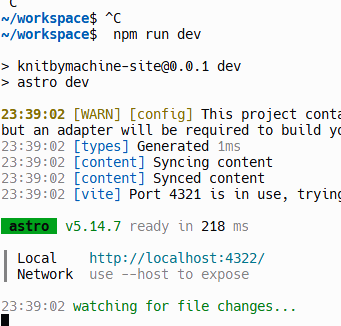 ^C
~/workspace$ ^C
~/workspace$ npm run dev
> knitbymachine-site@0.0.1 dev
> astro dev
23:39:02 [WARN] [config] This project conta
but an adapter will be required to build yo
23:39:02 [types] Generated 1ms
23:39:02 [content] Syncing content
23:39:02 [content] Synced content
23:39:02 [vite] Port 4321 is in use, trying
astro v5.14.7 ready in 218 ms
Local http://localhost:4322/
Network use --host to expose
23:39:02 watching for file changes...